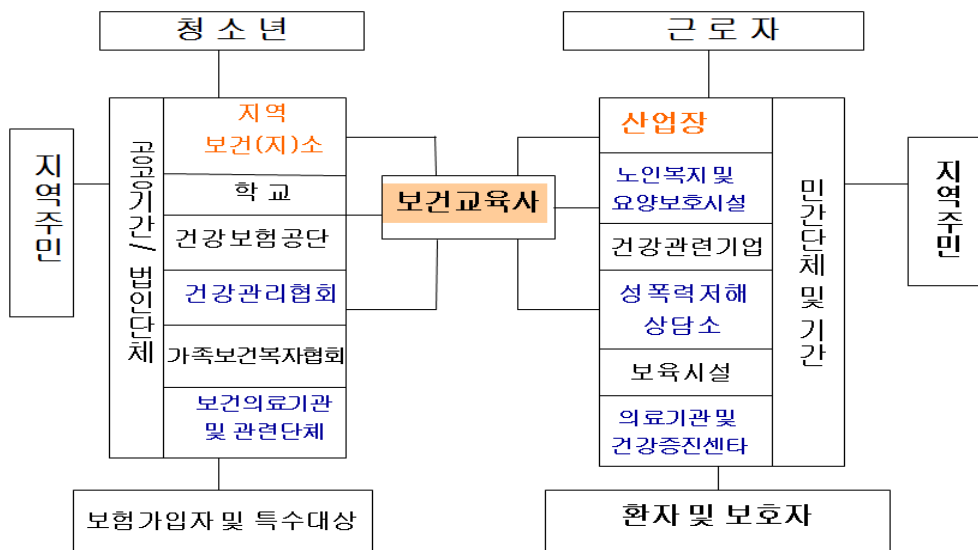 청 소 년
근 로 자
지역주민
공공기간 / 법인단체
지역
보건(지)소
학 교
건강보험공단
건강관리협회
가족보건복자협회
보건의료기관
및 관련단체
보건교육사
산업장
노인복지 및
요양보호시설
건강관련기업
성폭력저해
상담소
보육시설
의료기관 및
건강증진센타
민간단체 및 기간
지역주민
보험가입자 및 특수대상
환자 및 보호자